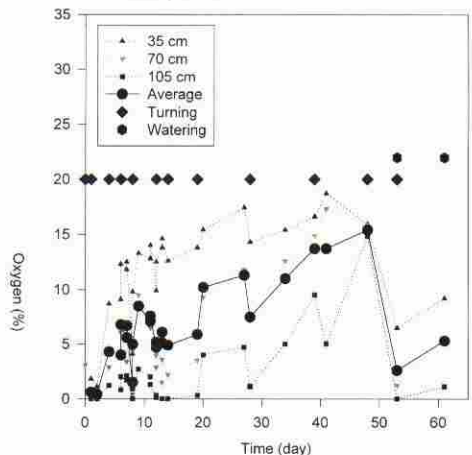 35
30
25
20
15
10
5
0
Oxygen (%)
35 cm
70 cm
105 cm
Average
Turning
Watering
0 10 20 30 40 50 60
Time (day)